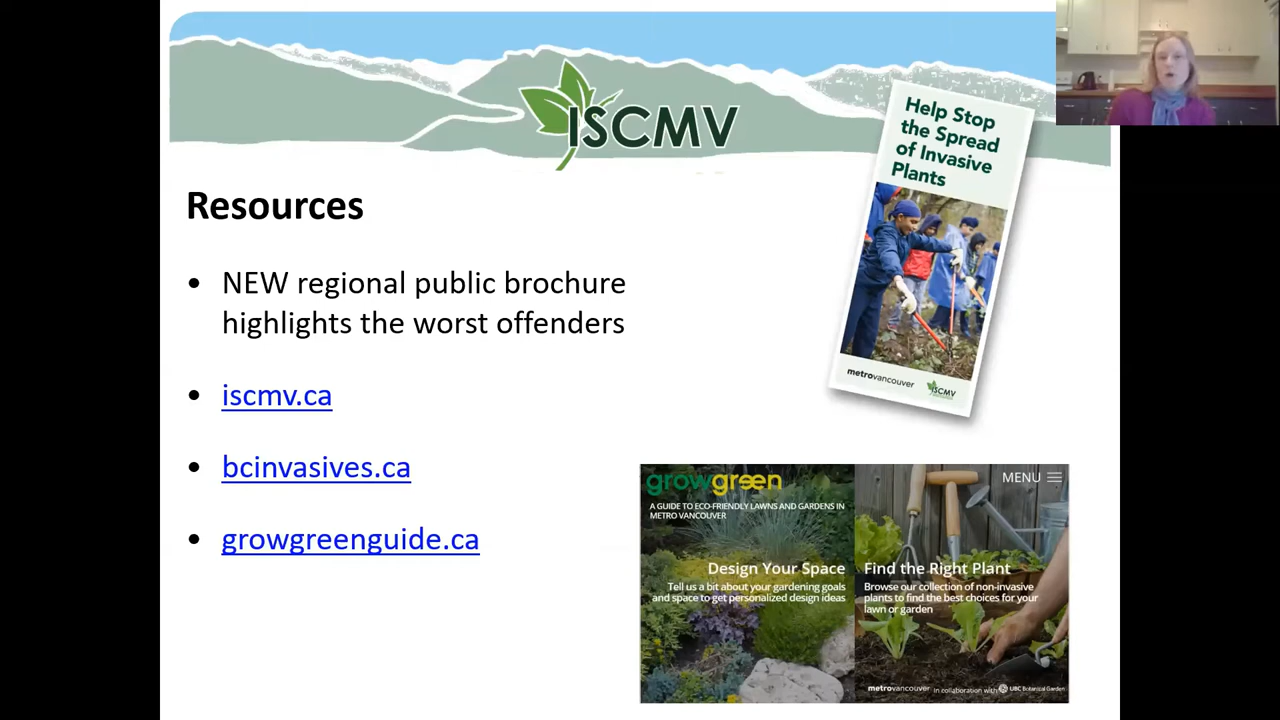 ISCMV
Help Stop
the Spread
of Invasive
Plants
metrovancouver
ISCMV
Resources
• NEW regional public brochure
highlights the worst offenders
• iscmv.ca
• bcinvasives.ca
• growgreenguide.ca
growgreen
A GUIDE TO ECO-FRIENDLY LAWNS AND GARDENS IN
METRO VANCOUVER
Design Your Space
Tell us a bit about your gardening goals
and space to get personalized design ideas
MENU
Find the Right Plant
Browse our collection of non-invasive
plants to find the best choices for your
lawn or garden
metrovancouver in collaboration with UBC Botanical Garden